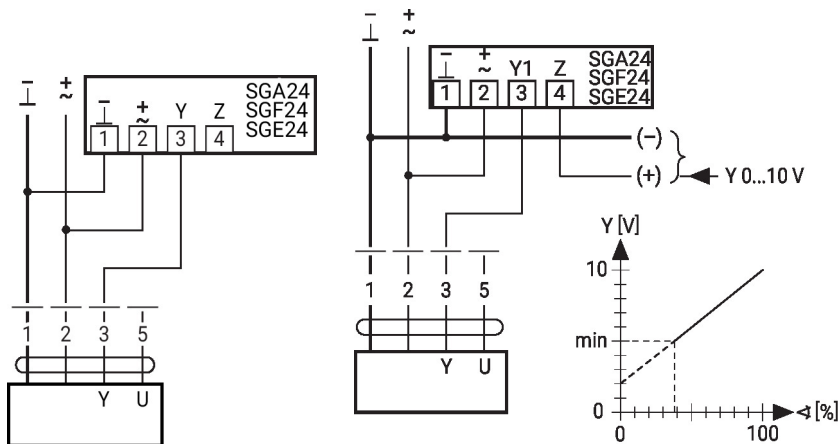 ⊥ − ~ +
SGA24
SGF24
SGE24
⊥ − ~ + Y Z
1 2 3 4
1 2 3 5
Y U
⊥ − ~ +
SGA24
SGF24
SGE24
⊥ − ~ + Y1 Z
1 2 3 4
(−)
(+)
Y 0...10 V
1 2 3 5
Y U
Y [V]
10
min
0
0 100
∢ [%]